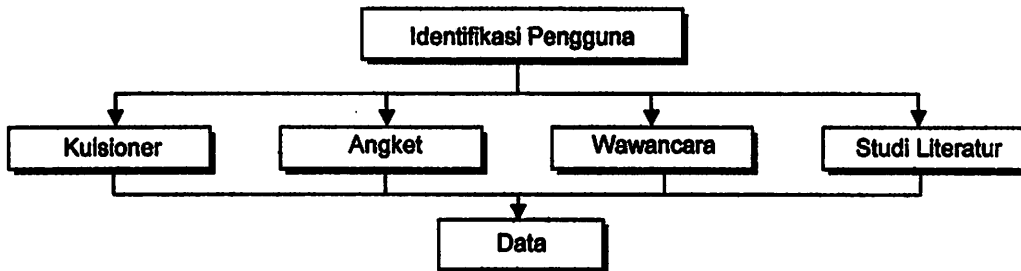 Identifikasi Pengguna
Kuisioner
Angket
Wawancara
Studi Literatur
Data